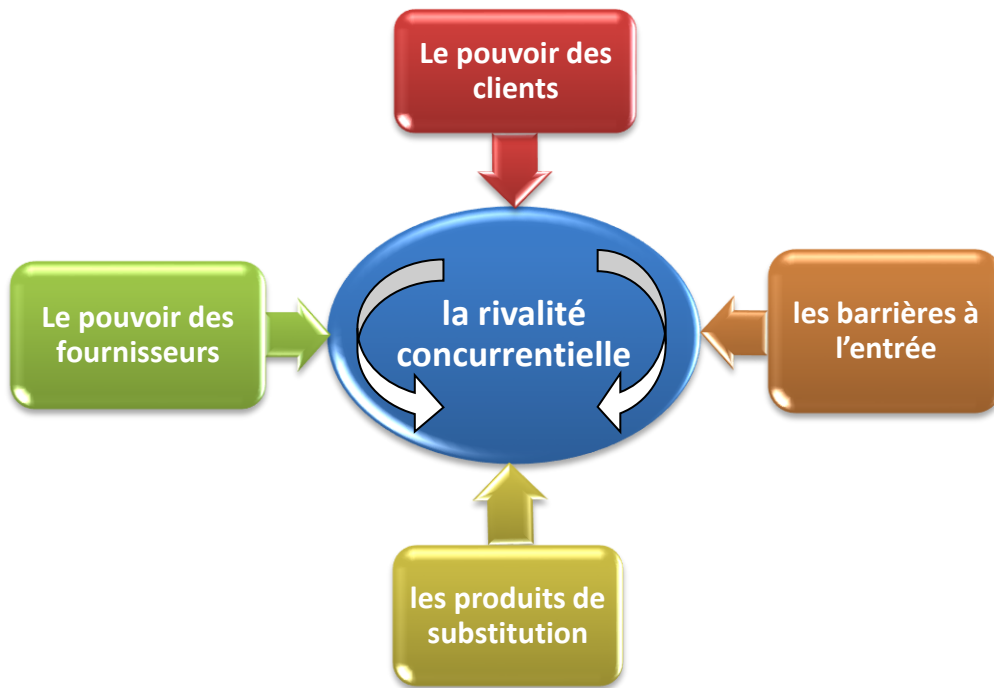 Le pouvoir des
clients
Le pouvoir des
fournisseurs
la rivalité
concurrentielle
les barrières à
l’entrée
les produits de
substitution